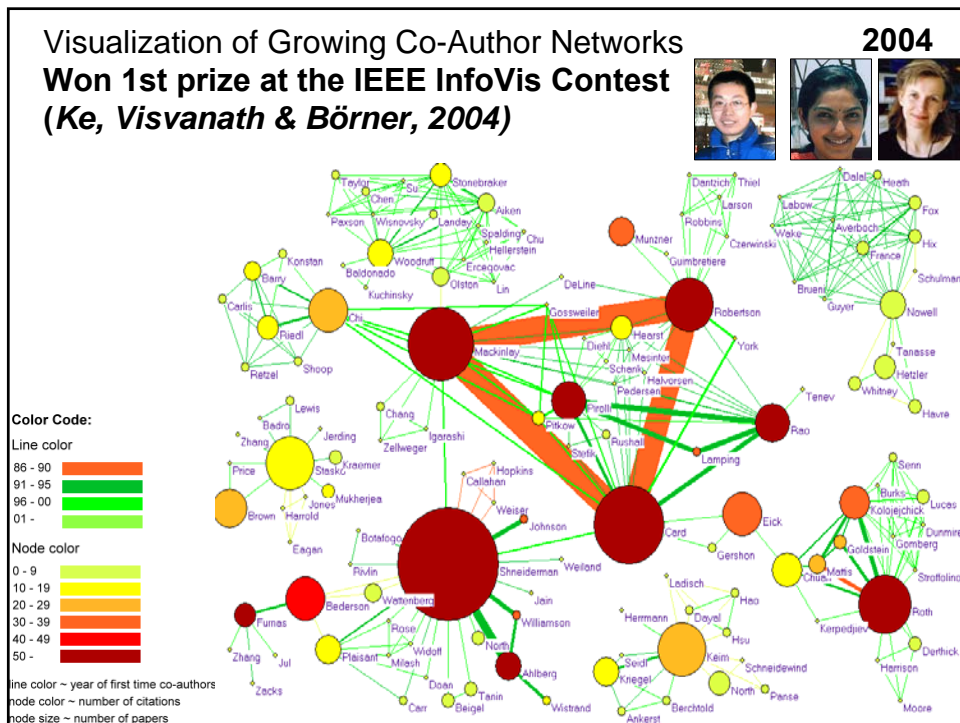 Visualization of Growing Co-Author Networks
2004
Won 1st prize at the IEEE InfoVis Contest
(Ke, Visvanath & Börner, 2004)
Taylor
Su
Stonebraker
Chen
Aiken
Paxson
Wisnovsky
Landay
Spalding
Chu
Hellerstein
Woodruff
Ercegovac
Baldonado
Olston
Lin
Kuchinsky
Konstan
Barry
Carlis
Chi
Riedl
Retzel
Shoop
Dantzich
Thiel
Larson
Robbins
Munzner
Czerwinski
Gumbretiere
DeLine
Gossweiler
Robertson
Mackinlay
Diehl
Hearst
Masinter
York
Schank
Halvorsen
Pedersen
Pirolli
Tenev
Pitkow
Rushall
Rao
Stefik
Lamping
Chang
Igarashi
Zellweger
Card
Dalal
Heath
Labow
Fox
Wake
Averboch
Hix
France
Schulman
Brueni
Guyer
Nowell
Tanasse
Hetzler
Whitney
Havre
Color Code:
Line color
86 - 90
91 - 95
96 - 00
01 -
Node color
0 - 9
10 - 19
20 - 29
30 - 39
40 - 49
50 -
line color ~ year of first time co-authors
node color ~ number of citations
node size ~ number of papers
Lewis
Badro
Zhang
Jerding
Price
Stasko
Kraemer
Mukherjea
Jones
Brown
Harrold
Eagan
Hopkins
Callahan
Weiser
Johnson
Botafogo
Rivlin
Shneiderman
Weiland
Jain
Bederson
Wattenberg
Williamson
Furnas
Rose
North
Widoff
Plaisant
Milash
Ahlberg
Zhang
Jul
Doan
Tanin
Zacks
Carr
Beigel
Wistrand
Eick
Gershon
Senn
Burks
Lucas
Kolojejchick
Dunmire
Goldstein
Gomberg
Mattis
Chuah
Stroffolino
Roth
Kerpedjiev
Derthick
Harrison
Moore
Ladisch
Hao
Herrmann
Dayal
Hsu
Seidl
Keim
Schneidewind
Kriegel
North
Panse
Berchtold
Ankerst